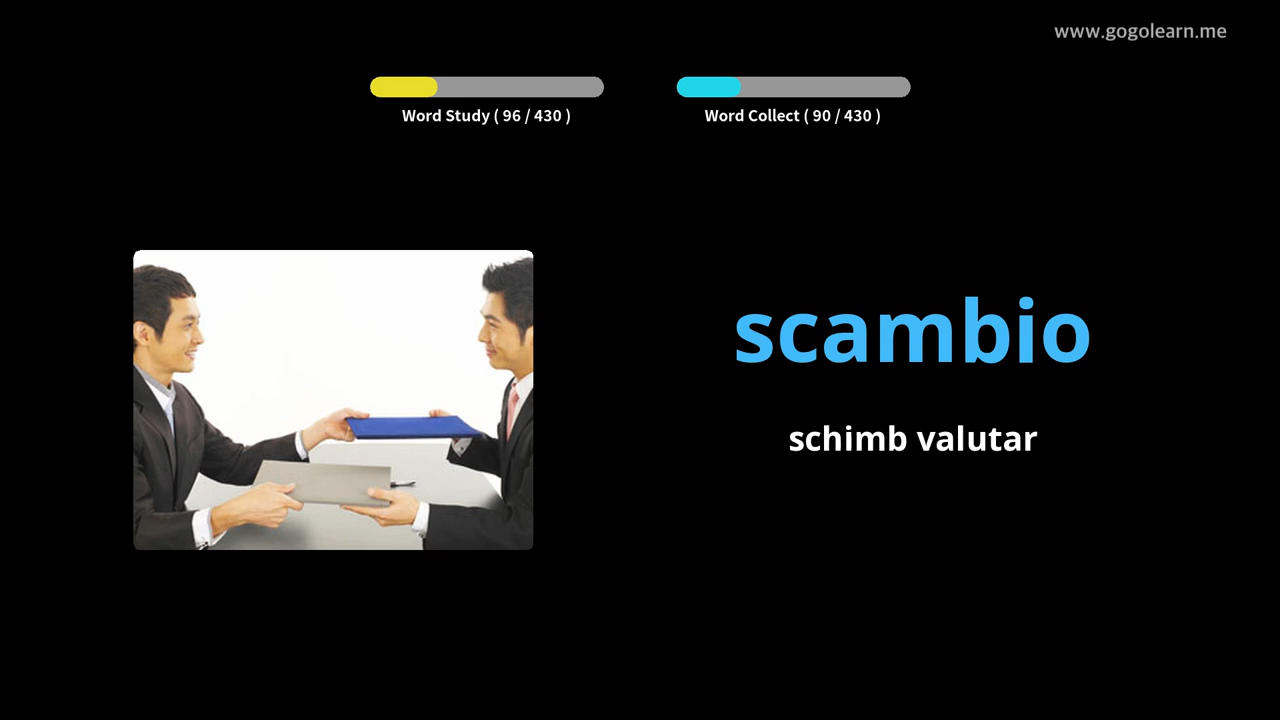 www.gogolearn.me
Word Study ( 96 / 430 )
Word Collect ( 90 / 430 )
scambio
schimb valutar